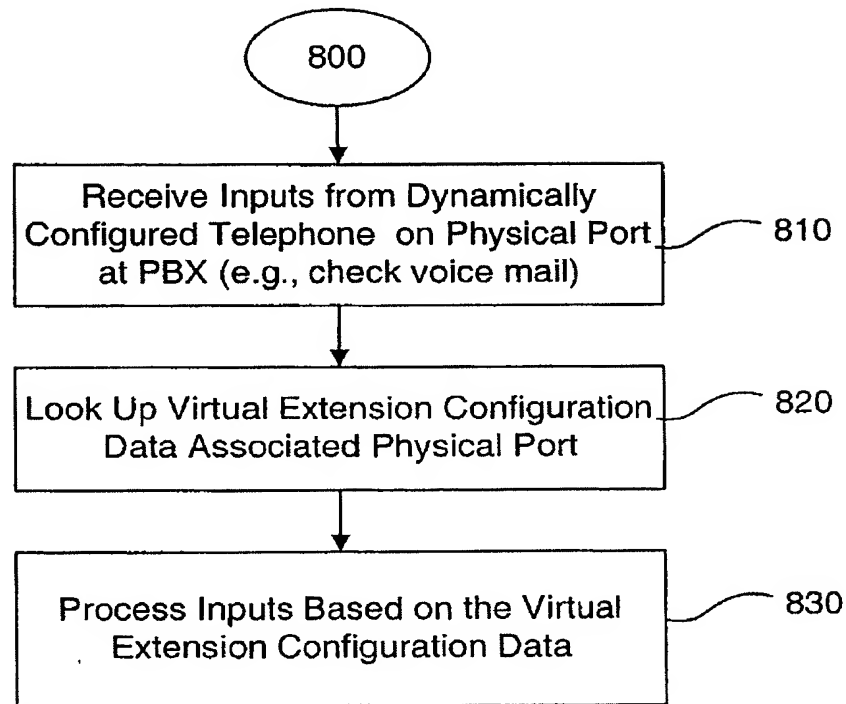 800
Receive Inputs from Dynamically
Configured Telephone on Physical Port
at PBX (e.g., check voice mail)
810
Look Up Virtual Extension Configuration
Data Associated Physical Port
820
Process Inputs Based on the Virtual
Extension Configuration Data
830